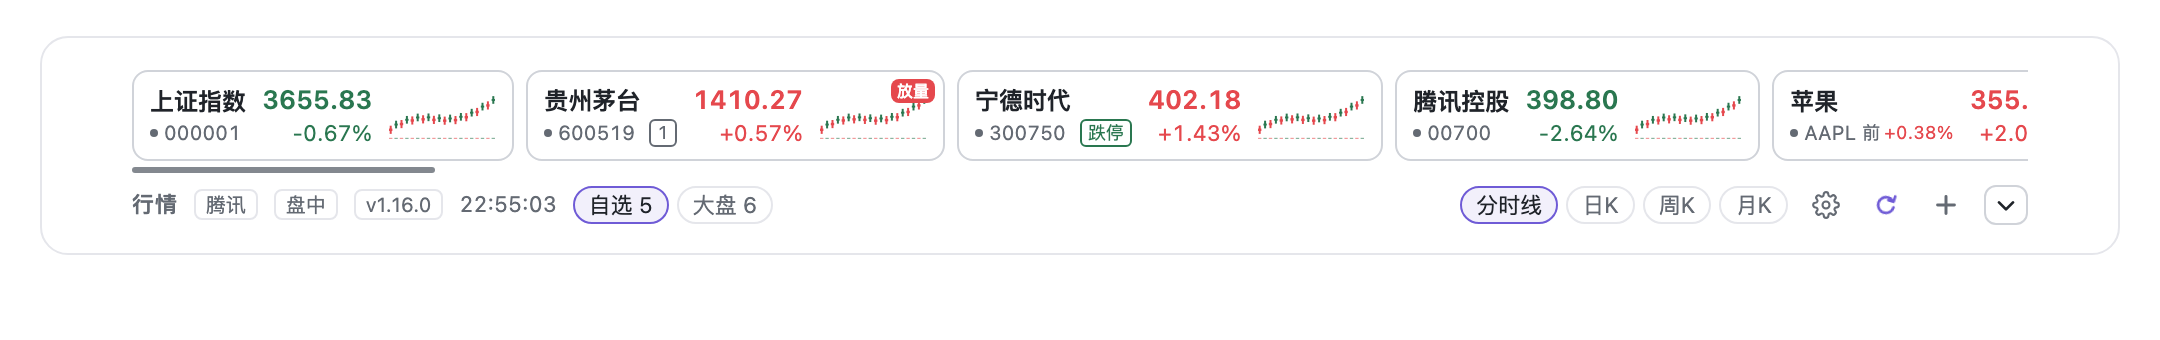 上证指数 3655.83
000001 -0.67%
贵州茅台 1410.27 放量
600519 1 +0.57%
宁德时代 402.18
300750 跌停 +1.43%
腾讯控股 398.80
00700 -2.64%
苹果 355.
AAPL 前 +0.38% +2.0
行情 腾讯 盘中 v1.16.0 22:55:03 自选 5 大盘 6 分时线 日K 周K 月K